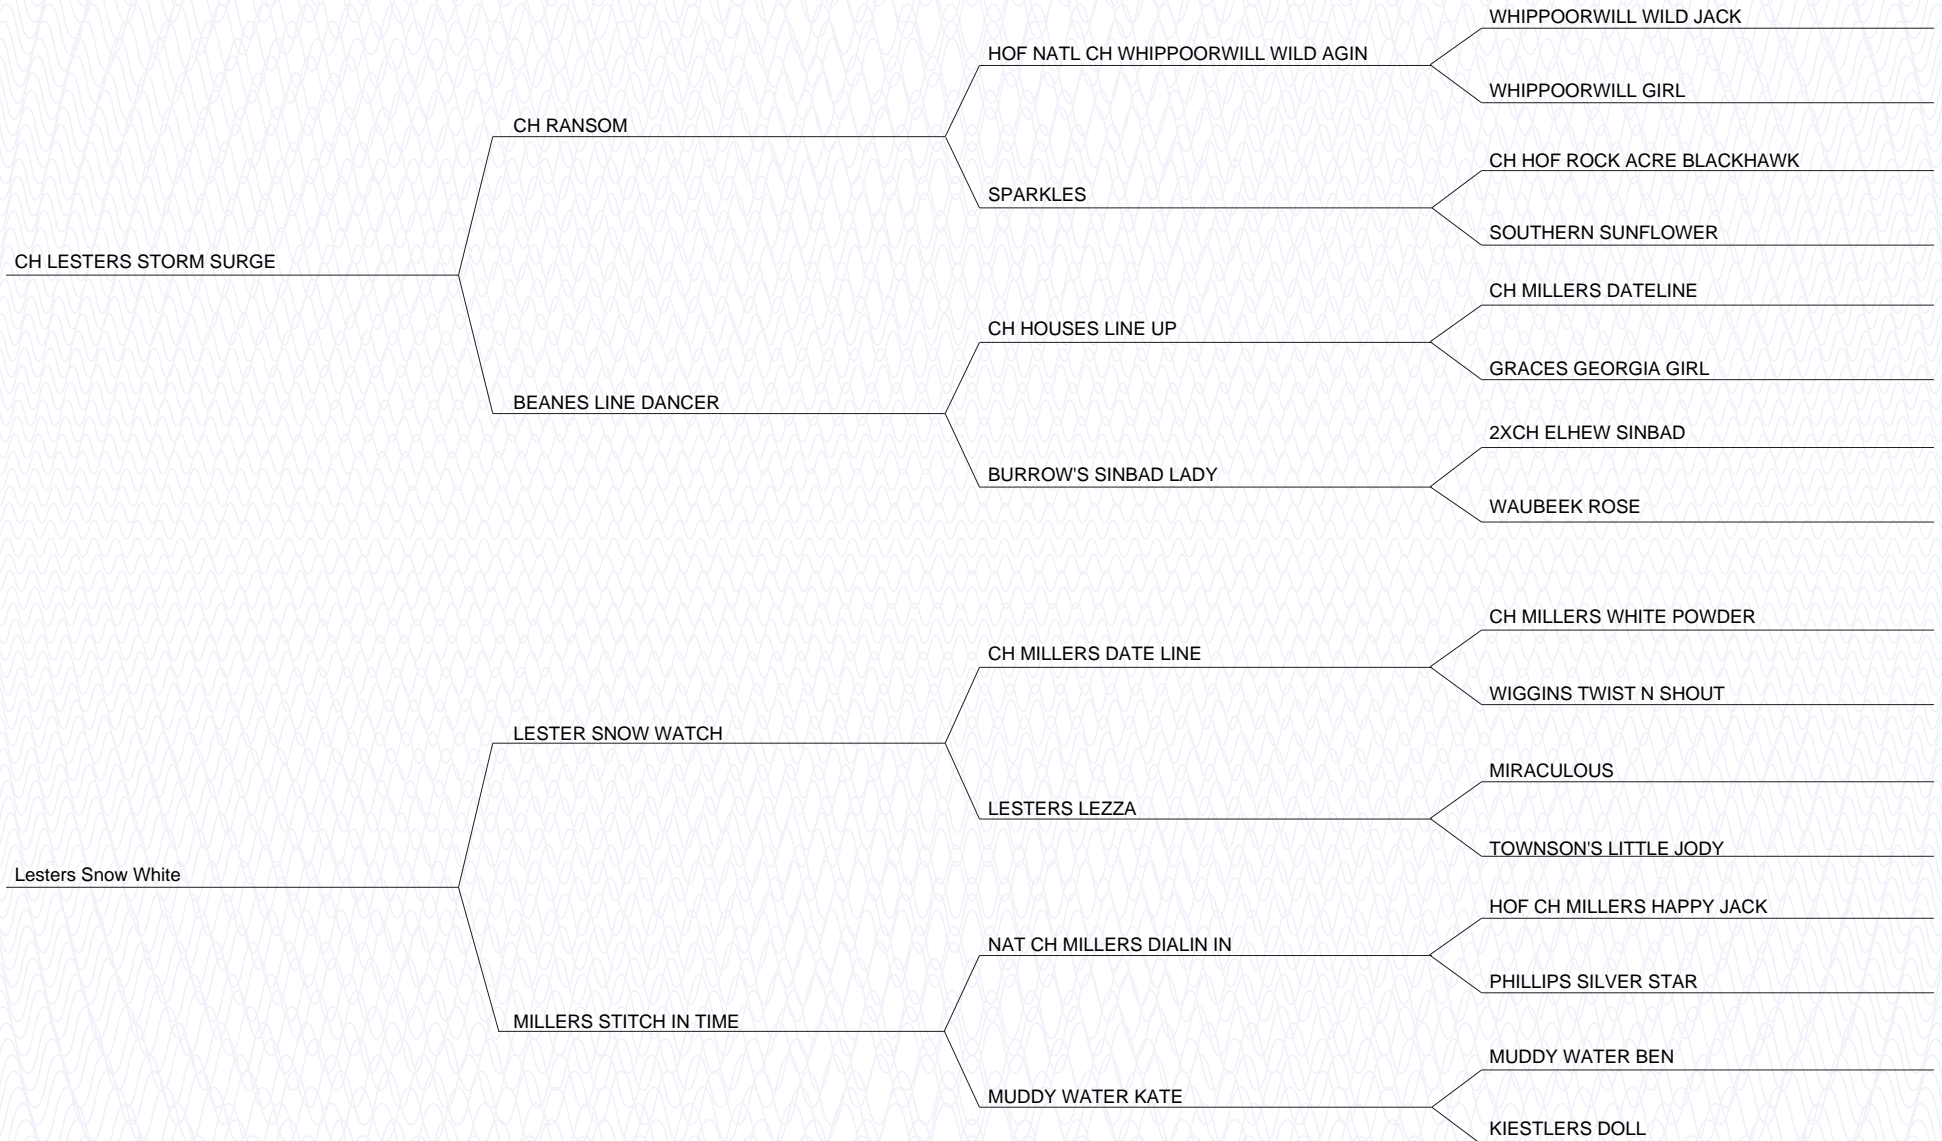 WHIPPOORWILL WILD JACK
HOF NATL CH WHIPPOORWILL WILD AGIN
WHIPPOORWILL GIRL
CH RANSOM
CH HOF ROCK ACRE BLACKHAWK
SPARKLES
SOUTHERN SUNFLOWER
CH LESTERS STORM SURGE
CH MILLERS DATELINE
CH HOUSES LINE UP
GRACES GEORGIA GIRL
BEANES LINE DANCER
2XCH ELHEW SINBAD
BURROW'S SINBAD LADY
WAUBEEK ROSE
CH MILLERS WHITE POWDER
CH MILLERS DATE LINE
WIGGINS TWIST N SHOUT
LESTER SNOW WATCH
MIRACULOUS
LESTERS LEZZA
TOWNSON'S LITTLE JODY
Lesters Snow White
HOF CH MILLERS HAPPY JACK
NAT CH MILLERS DIALIN IN
PHILLIPS SILVER STAR
MILLERS STITCH IN TIME
MUDDY WATER BEN
MUDDY WATER KATE
KIESTLERS DOLL